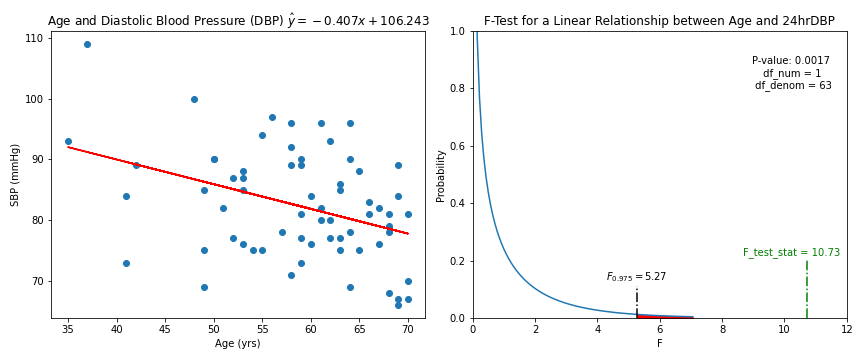 Age and Diastolic Blood Pressure (DBP) ŷ = −0.407x + 106.243
110
100
90
80
70
SBP (mmHg)
35 40 45 50 55 60 65 70
Age (yrs)
F-Test for a Linear Relationship between Age and 24hrDBP
1.0
0.8
0.6
0.4
0.2
0.0
Probability
P-value: 0.0017
df_num = 1
df_denom = 63
F_test_stat = 10.73
F₀.₉₇₅ = 5.27
0 2 4 6 8 10 12
F